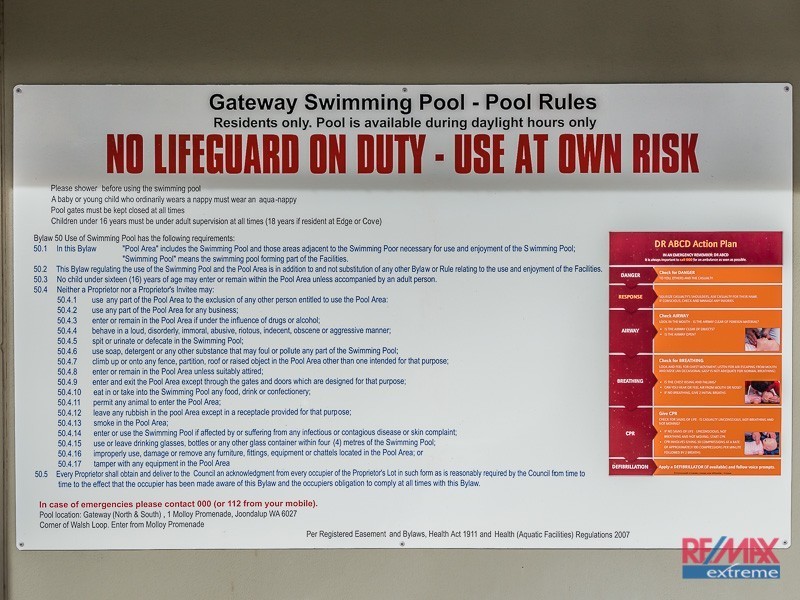 Gateway Swimming Pool - Pool Rules
Residents only. Pool is available during daylight hours only
NO LIFEGUARD ON DUTY - USE AT OWN RISK
Please shower before using the swimming pool
A baby or young child who ordinarily wears a nappy must wear an aqua-nappy
Pool gates must be kept closed at all times
Children under 16 years must be under adult supervision at all times (18 years if resident at Edge or Cove)
Bylaw 50 Use of Swimming Pool has the following requirements:
50.1 In this Bylaw "Pool Area" includes the Swimming Pool and those areas adjacent to the Swimming Poor necessary for use and enjoyment of the Swimming Pool;
"Swimming Pool" means the swimming pool forming part of the Facilities.
50.2 This Bylaw regulating the use of the Swimming Pool and the Pool Area is in addition to and not substitution of any other Bylaw or Rule relating to the use and enjoyment of the Facilities.
50.3 No child under sixteen (16) years of age may enter or remain within the Pool Area unless accompanied by an adult person.
50.4 Neither a Proprietor nor a Proprietor's Invitee may:
50.4.1 use any part of the Pool Area to the exclusion of any other person entitled to use the Pool Area:
50.4.2 use any part of the Pool Area for any business;
50.4.3 enter or remain in the Pool Area if under the influence of drugs or alcohol;
50.4.4 behave in a loud, disorderly, immoral, abusive, riotous, indecent, obscene or aggressive manner;
50.4.5 spit or urinate or defecate in the Swimming Pool;
50.4.6 use soap, detergent or any other substance that may foul or pollute any part of the Swimming Pool;
50.4.7 climb up or onto any fence, partition, roof or raised object in the Pool Area other than one intended for that purpose;
50.4.8 enter or remain in the Pool Area unless suitably attired;
50.4.9 enter and exit the Pool Area except through the gates and doors which are designed for that purpose;
50.4.10 eat in or take into the Swimming Pool any food, drink or confectionery;
50.4.11 permit any animal to enter the Pool Area;
50.4.12 leave any rubbish in the pool Area except in a receptacle provided for that purpose;
50.4.13 smoke in the Pool Area;
50.4.14 enter or use the Swimming Pool if affected by or suffering from any infectious or contagious disease or skin complaint;
50.4.15 use or leave drinking glasses, bottles or any other glass container within four (4) metres of the Swimming Pool;
50.4.16 improperly use, damage or remove any furniture, fittings, equipment or chattels located in the Pool Area; or
50.4.17 tamper with any equipment in the Pool Area
50.5 Every Proprietor shall obtain and deliver to the Council an acknowledgment from every occupier of the Proprietor's Lot in such form as is reasonably required by the Council from time to
time to the effect that the occupier has been made aware of this Bylaw and the occupiers obligation to comply at all times with this Bylaw.
In case of emergencies please contact 000 (or 112 from your mobile).
Pool location: Gateway (North & South) , 1 Molloy Promenade, Joondalup WA 6027
Corner of Walsh Loop. Enter from Molloy Promenade
Per Registered Easement and Bylaws, Health Act 1911 and Health (Aquatic Facilities) Regulations 2007
DR ABCD Action Plan
IN AN EMERGENCY REMEMBER DR ABCD
DANGER Check for DANGER
RESPONSE
AIRWAY Check AIRWAY
BREATHING Check for BREATHING
CPR Give CPR
DEFIBRILLATION Apply a DEFIBRILLATOR (if available) and follow voice prompts.
RE/MAX
extreme